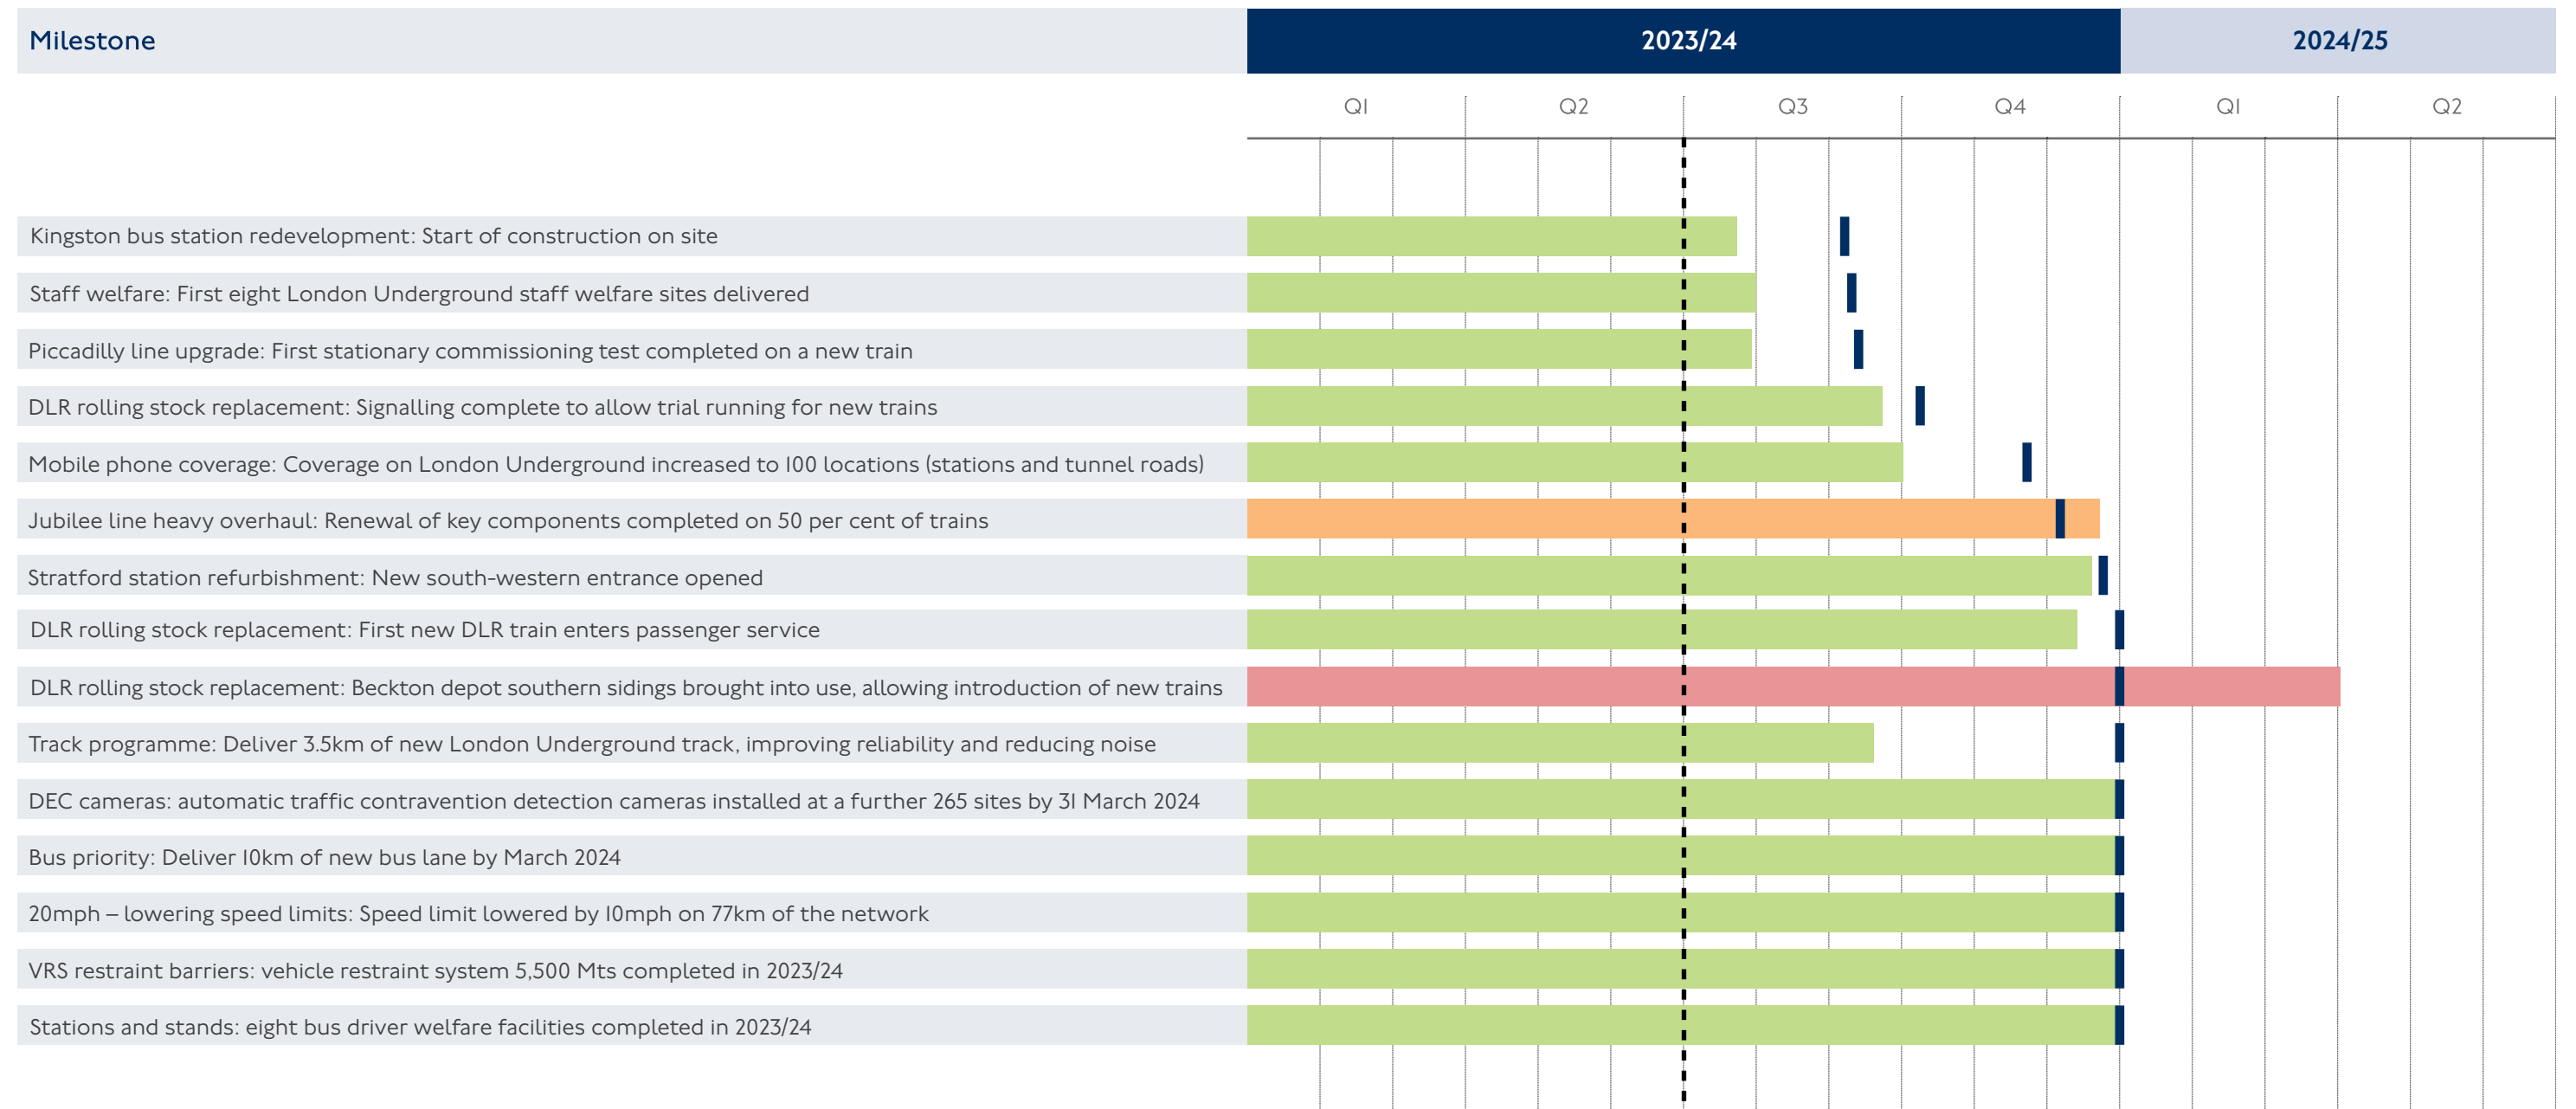 Milestone 2023/24 2024/25
Q1 Q2 Q3 Q4 Q1 Q2
Kingston bus station redevelopment: Start of construction on site
Staff welfare: First eight London Underground staff welfare sites delivered
Piccadilly line upgrade: First stationary commissioning test completed on a new train
DLR rolling stock replacement: Signalling complete to allow trial running for new trains
Mobile phone coverage: Coverage on London Underground increased to 100 locations (stations and tunnel roads)
Jubilee line heavy overhaul: Renewal of key components completed on 50 per cent of trains
Stratford station refurbishment: New south-western entrance opened
DLR rolling stock replacement: First new DLR train enters passenger service
DLR rolling stock replacement: Beckton depot southern sidings brought into use, allowing introduction of new trains
Track programme: Deliver 3.5km of new London Underground track, improving reliability and reducing noise
DEC cameras: automatic traffic contravention detection cameras installed at a further 265 sites by 31 March 2024
Bus priority: Deliver 10km of new bus lane by March 2024
20mph – lowering speed limits: Speed limit lowered by 10mph on 77km of the network
VRS restraint barriers: vehicle restraint system 5,500 Mts completed in 2023/24
Stations and stands: eight bus driver welfare facilities completed in 2023/24